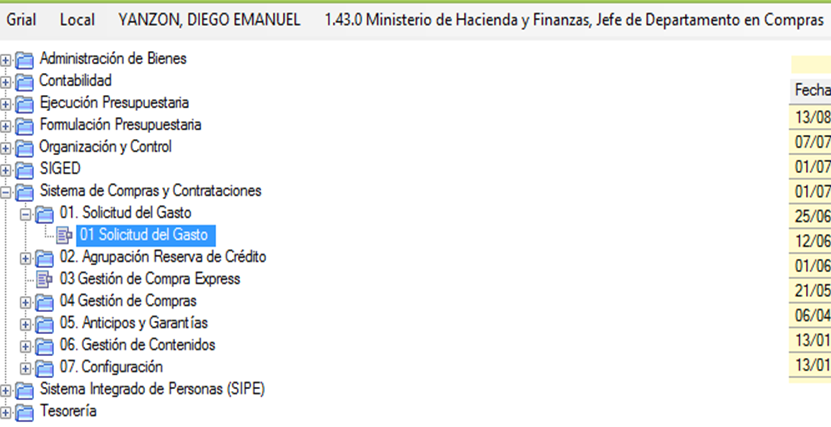 Grial Local YANZON, DIEGO EMANUEL 1.43.0 Ministerio de Hacienda y Finanzas, Jefe de Departamento en Compras
Administración de Bienes
Contabilidad
Ejecución Presupuestaria
Formulación Presupuestaria
Organización y Control
SIGED
Sistema de Compras y Contrataciones
01. Solicitud del Gasto
01 Solicitud del Gasto
02. Agrupación Reserva de Crédito
03 Gestión de Compra Express
04 Gestión de Compras
05. Anticipos y Garantías
06. Gestión de Contenidos
07. Configuración
Sistema Integrado de Personas (SIPE)
Tesorería
Fecha
13/08
07/07
01/07
01/07
25/06
12/06
01/06
21/05
06/04
13/01
13/01